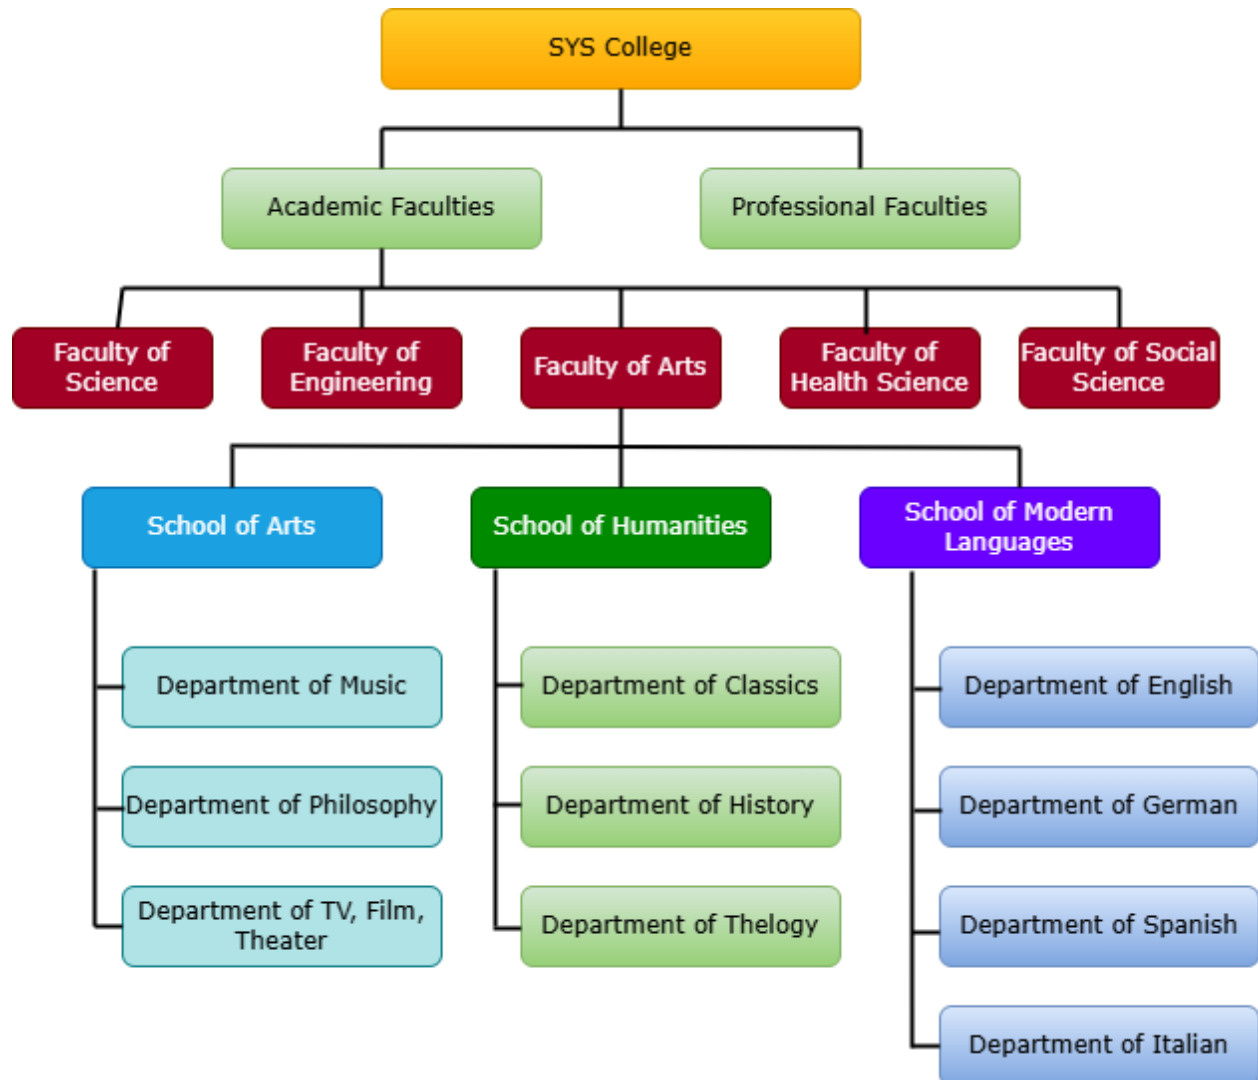 SYS College
Academic Faculties
Professional Faculties
Faculty of
Science
Faculty of
Engineering
Faculty of Arts
Faculty of
Health Science
Faculty of Social
Science
School of Arts
School of Humanities
School of Modern
Languages
Department of Music
Department of Classics
Department of English
Department of Philosophy
Department of History
Department of German
Department of TV, Film,
Theater
Department of Thelogy
Department of Spanish
Department of Italian